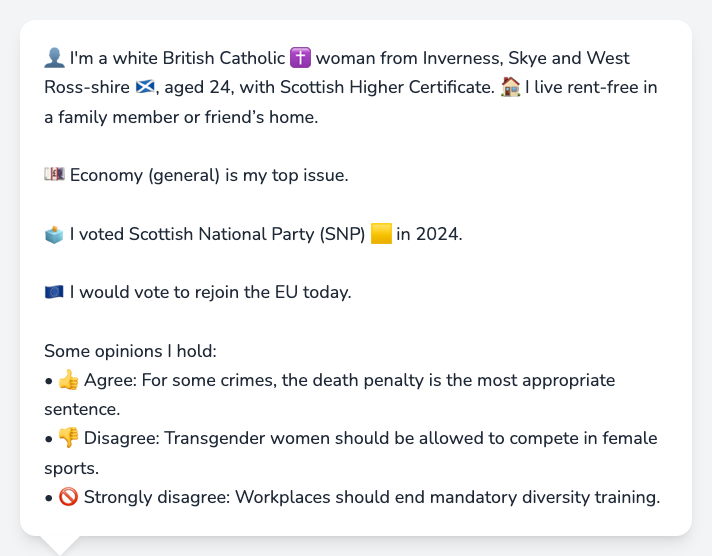 👤 I'm a white British Catholic ✝️ woman from Inverness, Skye and West
Ross-shire 🏴󠁧󠁢󠁳󠁣󠁴󠁿, aged 24, with Scottish Higher Certificate. 🏠 I live rent-free in
a family member or friend’s home.
💷 Economy (general) is my top issue.
🗳️ I voted Scottish National Party (SNP) 🟨 in 2024.
🇪🇺 I would vote to rejoin the EU today.
Some opinions I hold:
• 👍 Agree: For some crimes, the death penalty is the most appropriate
sentence.
• 👎 Disagree: Transgender women should be allowed to compete in female
sports.
• 🚫 Strongly disagree: Workplaces should end mandatory diversity training.